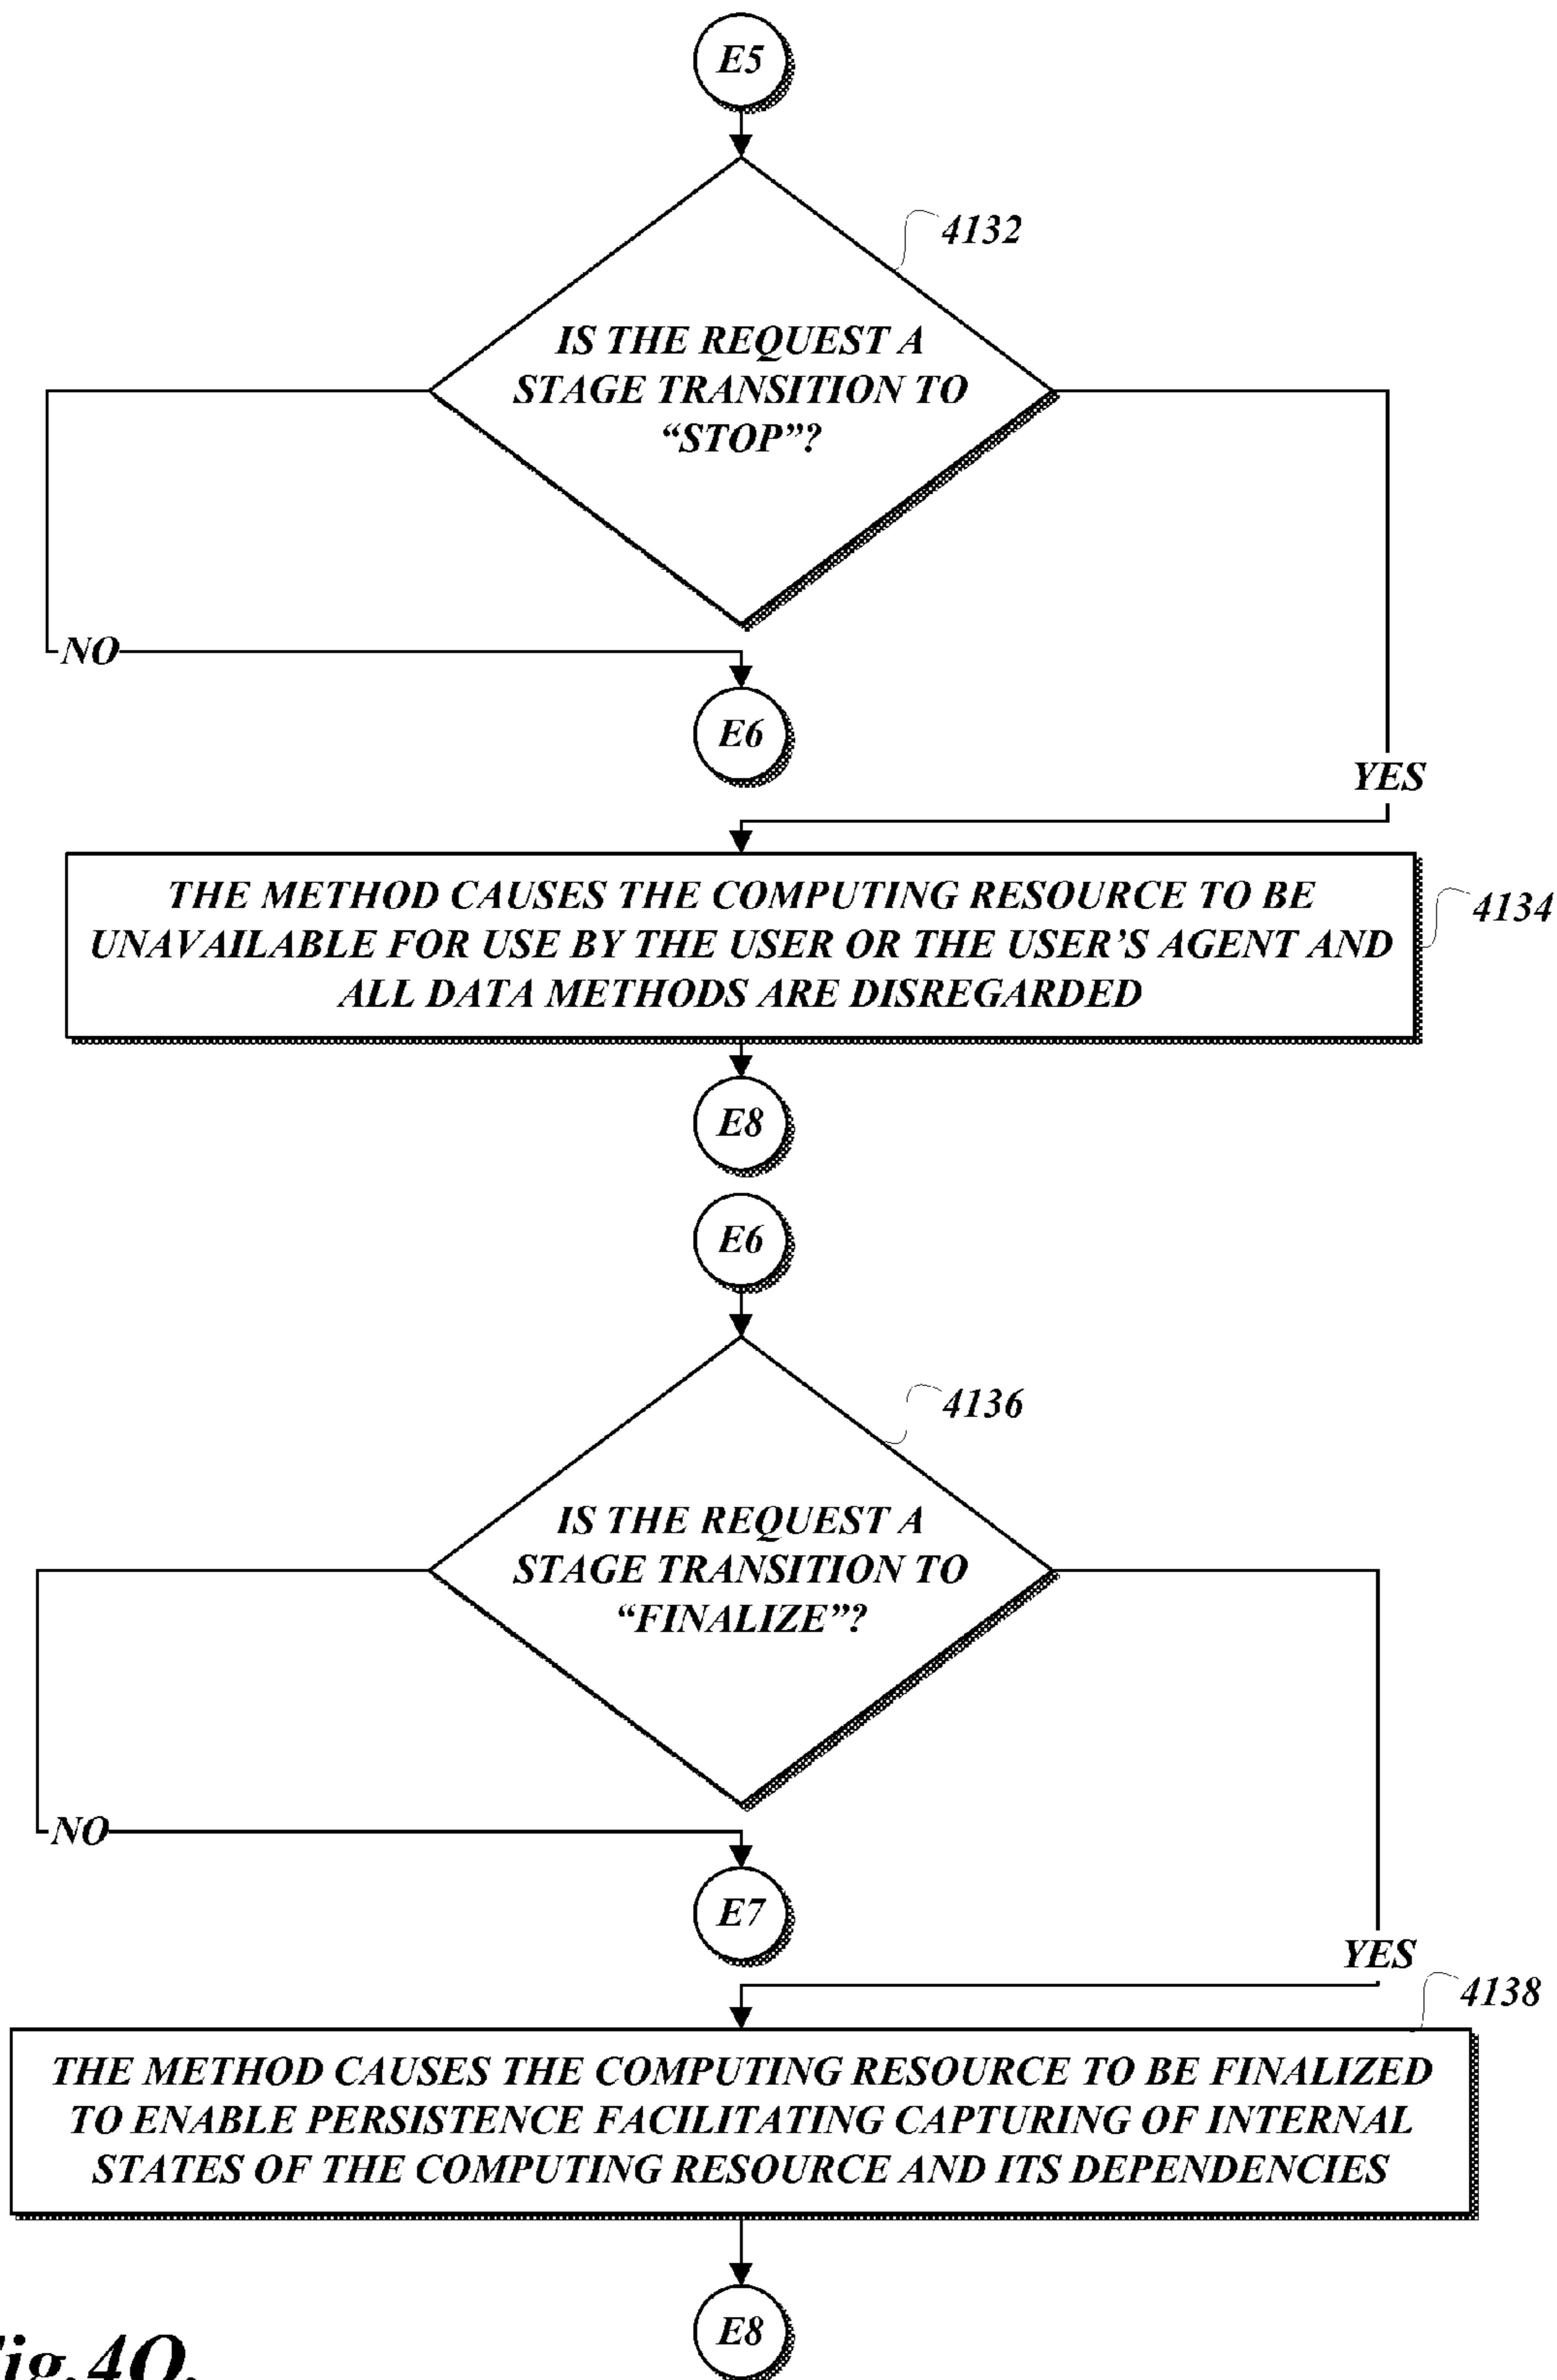 E5
4132
IS THE REQUEST A
STAGE TRANSITION TO
“STOP”?
NO
E6
YES
THE METHOD CAUSES THE COMPUTING RESOURCE TO BE
UNAVAILABLE FOR USE BY THE USER OR THE USER’S AGENT AND
ALL DATA METHODS ARE DISREGARDED
4134
E8
E6
4136
IS THE REQUEST A
STAGE TRANSITION TO
“FINALIZE”?
NO
E7
YES
4138
THE METHOD CAUSES THE COMPUTING RESOURCE TO BE FINALIZED
TO ENABLE PERSISTENCE FACILITATING CAPTURING OF INTERNAL
STATES OF THE COMPUTING RESOURCE AND ITS DEPENDENCIES
E8